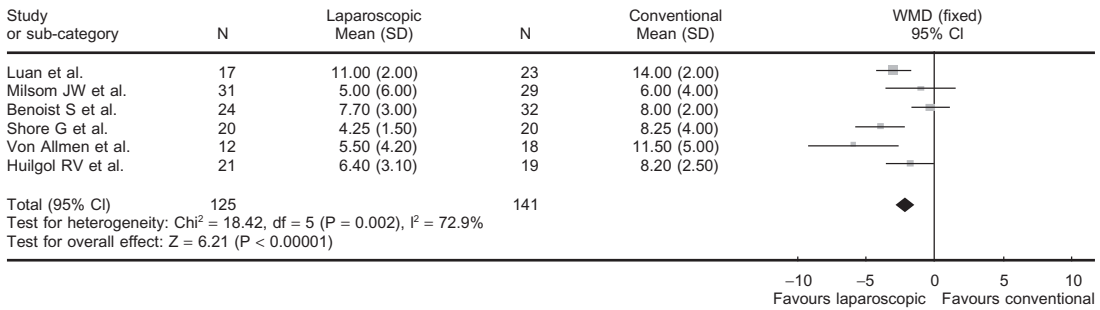 Study Laparoscopic Conventional WMD (fixed)
or sub-category N Mean (SD) N Mean (SD) 95% CI
Luan et al. 17 11.00 (2.00) 23 14.00 (2.00)
Milsom JW et al. 31 5.00 (6.00) 29 6.00 (4.00)
Benoist S et al. 24 7.70 (3.00) 32 8.00 (2.00)
Shore G et al. 20 4.25 (1.50) 20 8.25 (4.00)
Von Allmen et al. 12 5.50 (4.20) 18 11.50 (5.00)
Huilgol RV et al. 21 6.40 (3.10) 19 8.20 (2.50)
Total (95% CI) 125 141
Test for heterogeneity: Chi² = 18.42, df = 5 (P = 0.002), I² = 72.9%
Test for overall effect: Z = 6.21 (P < 0.00001)
−10 −5 0 5 10
Favours laparoscopic Favours conventional